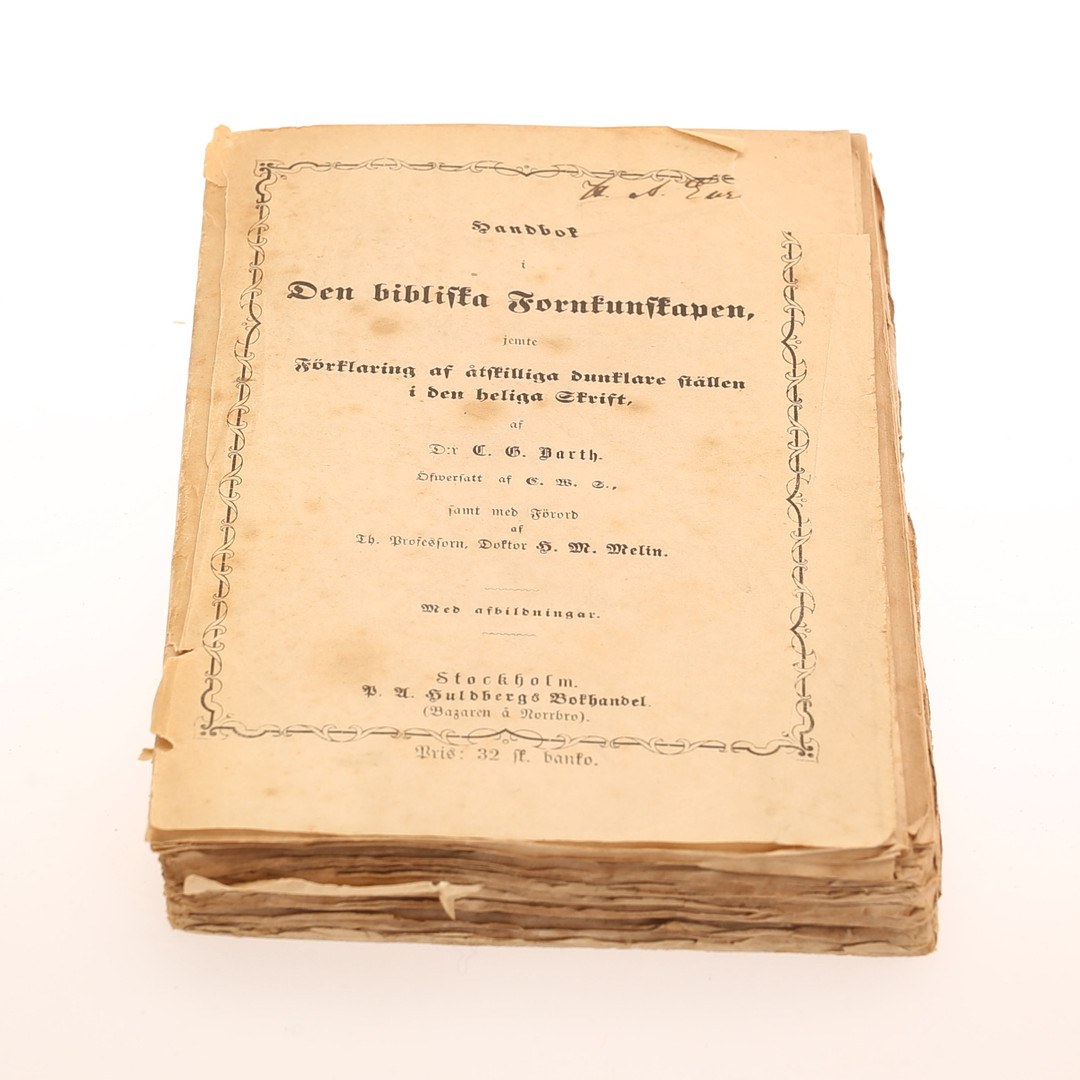 Handbok
i
Den bibliska Fornkunskapen,
jemte
Förklaring af åtskilliga dunklare ställen
i den heliga Skrift,
af
D:r C. G. Barth.
Öfwersatt af C. W. S.,
samt med Förord
af
Th. Professorn, Doktor H. M. Melin.
Med afbildningar.
Stockholm.
P. A. Huldbergs Bokhandel.
(Bazaren å Norrbro).
Pris: 32 sk. banko.